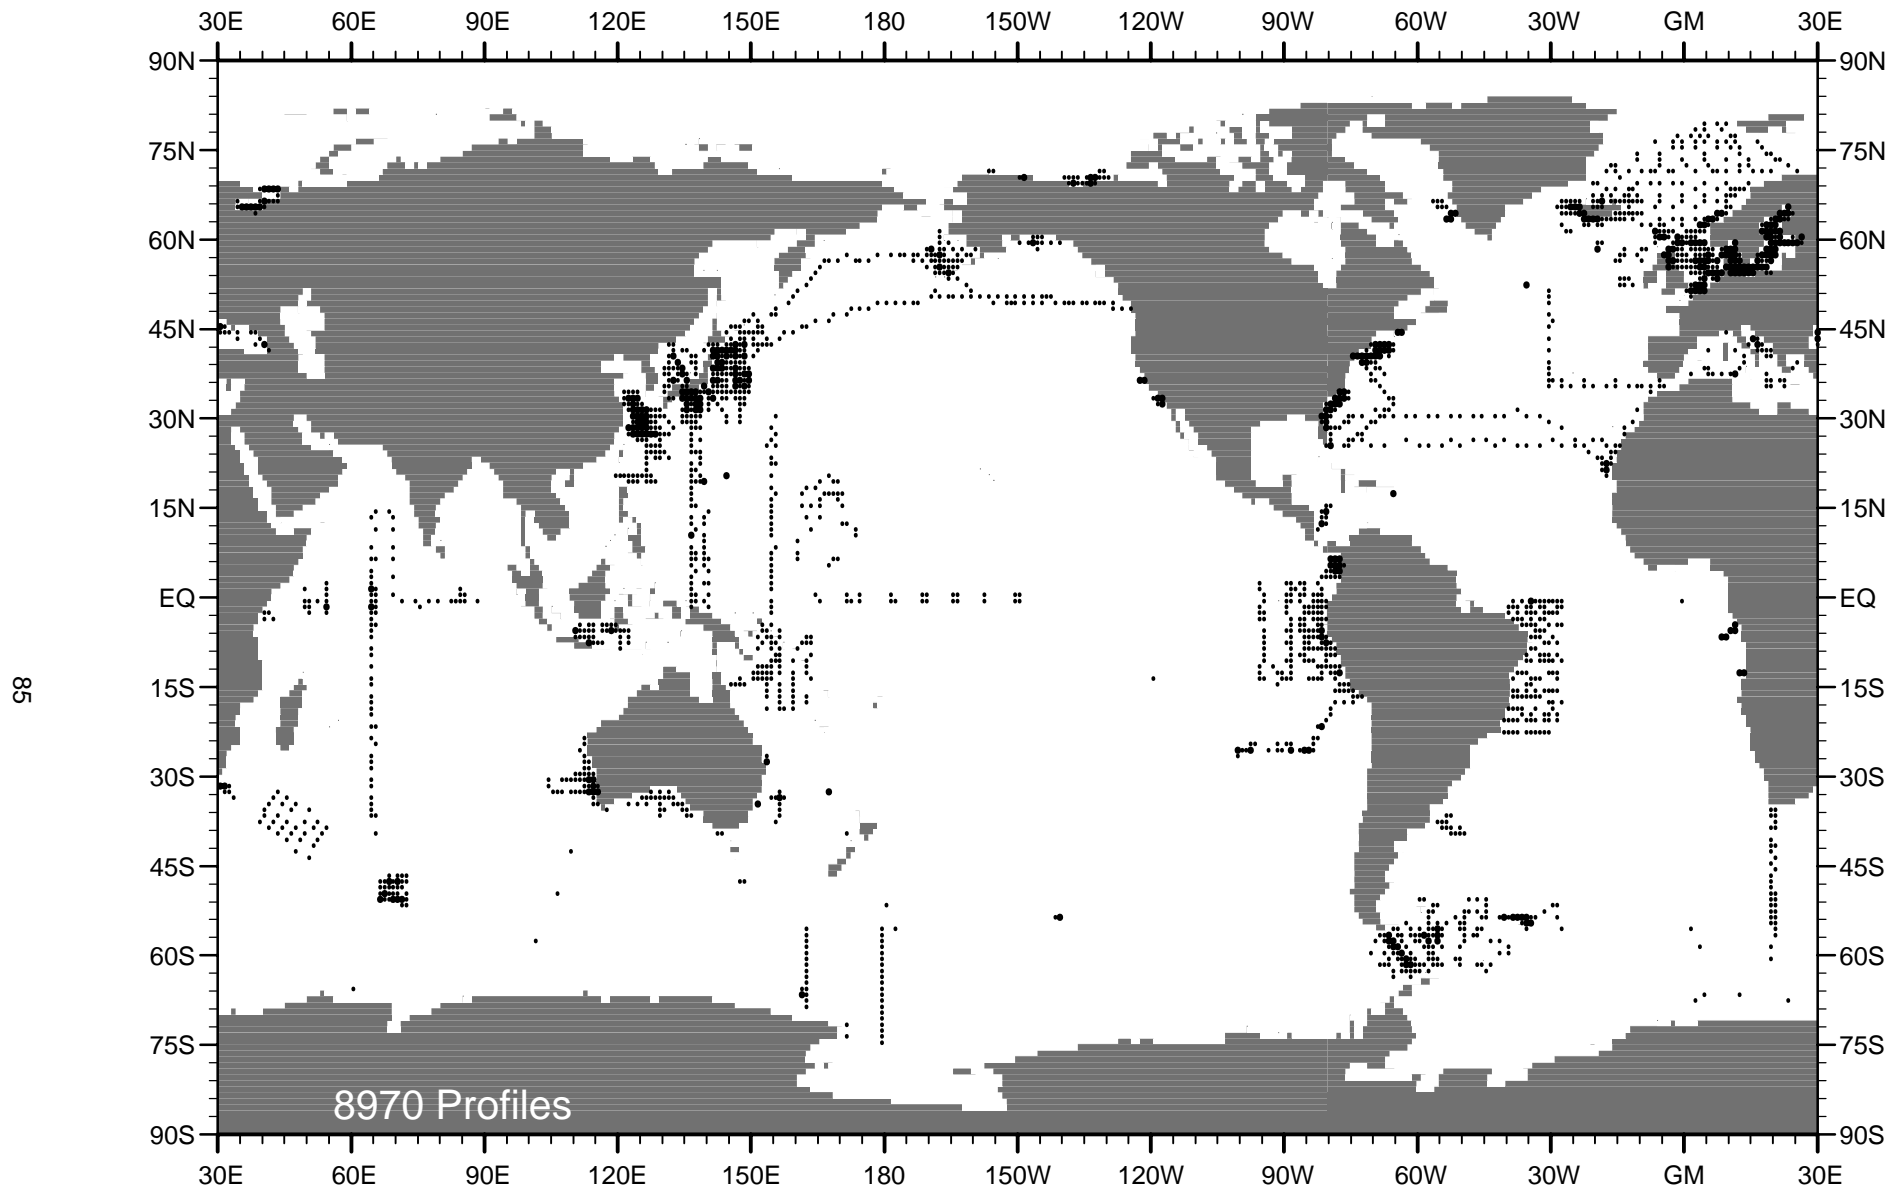 30E 60E 90E 120E 150E 180 150W 120W 90W 60W 30W GM 30E
90N 90N
75N 75N
60N 60N
45N 45N
30N 30N
15N 15N
EQ EQ
15S 15S
85
30S 30S
45S 45S
60S 60S
75S 75S
8970 Profiles
90S 90S
30E 60E 90E 120E 150E 180 150W 120W 90W 60W 30W GM 30E